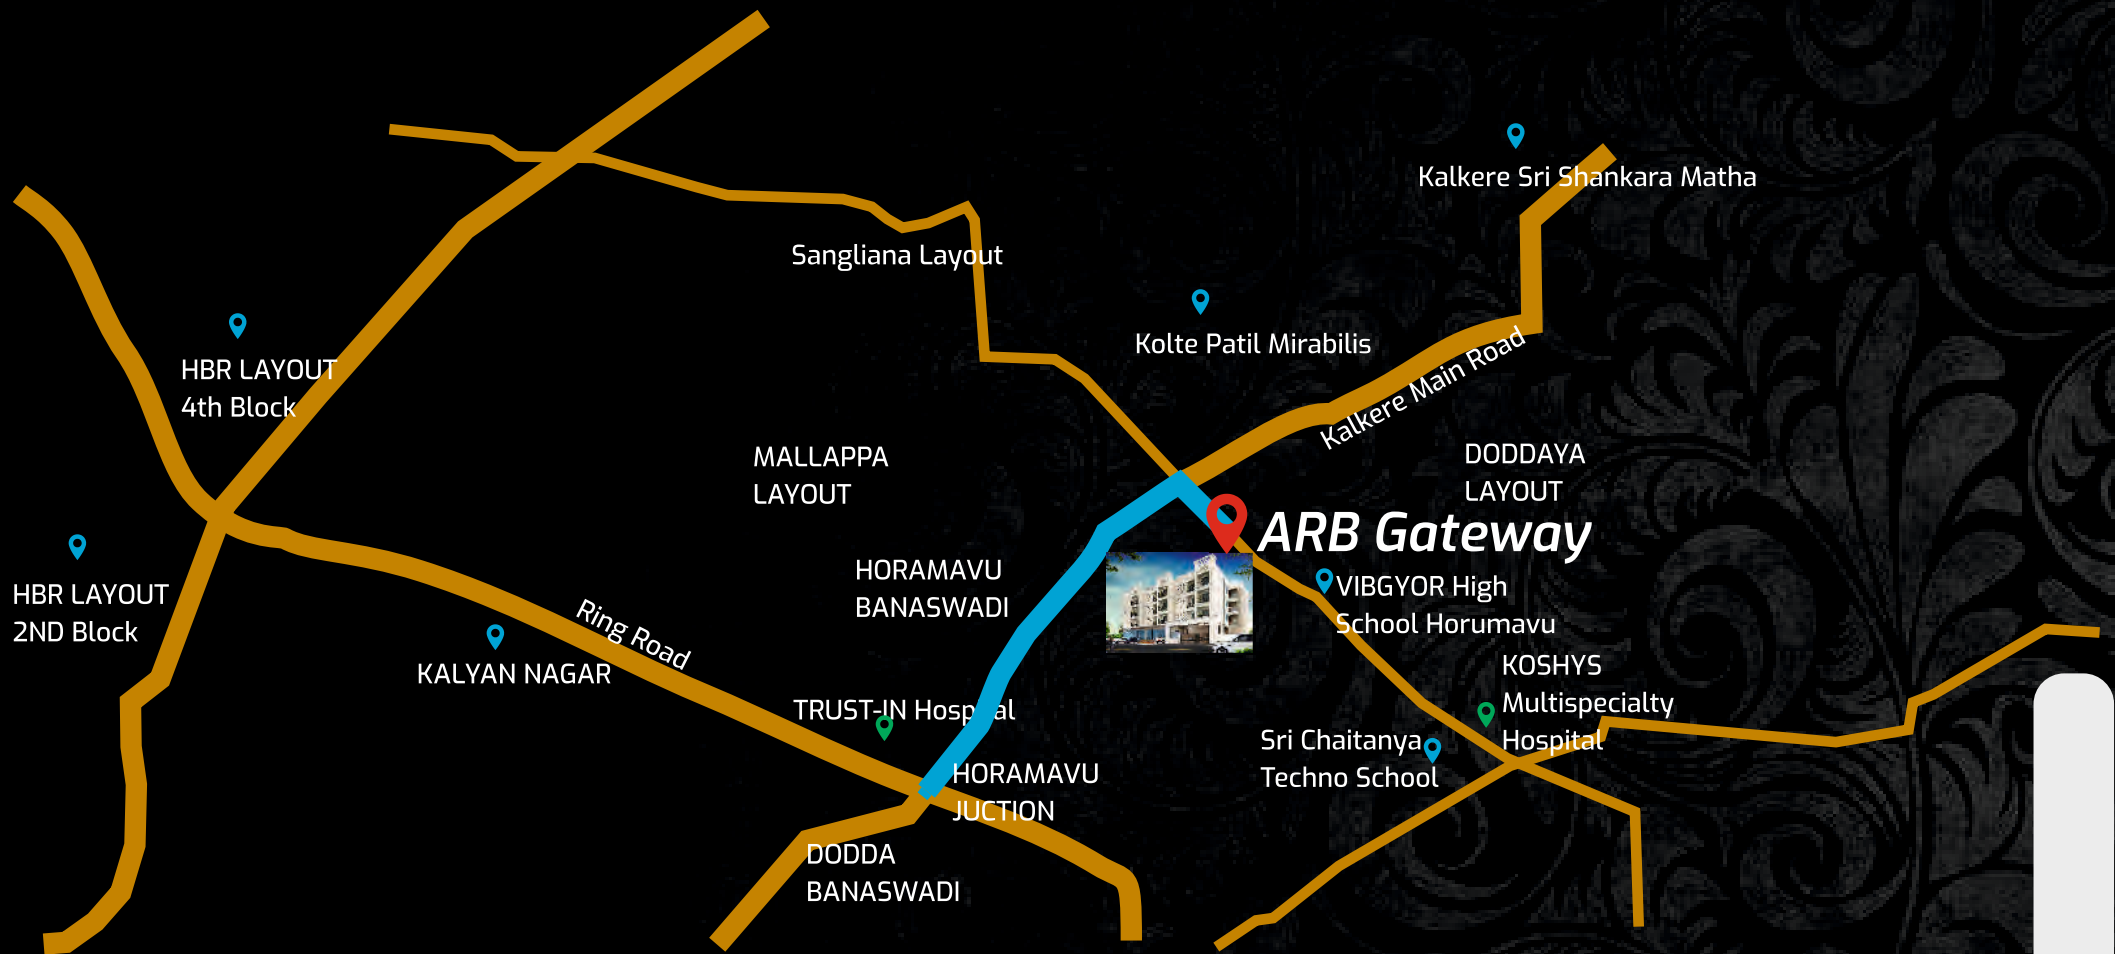 Kalkere Sri Shankara Matha
Sangliana Layout
Kolte Patil Mirabilis
HBR LAYOUT
4th Block
Kalkere Main Road
MALLAPPA
LAYOUT
DODDAYA
LAYOUT
ARB Gateway
HORAMAVU
BANASWADI
VIBGYOR High
School Horumavu
HBR LAYOUT
2ND Block
Ring Road
KALYAN NAGAR
KOSHYS
Multispecialty
Hospital
TRUST-IN Hospital
Sri Chaitanya
Techno School
HORAMAVU
JUCTION
DODDA
BANASWADI